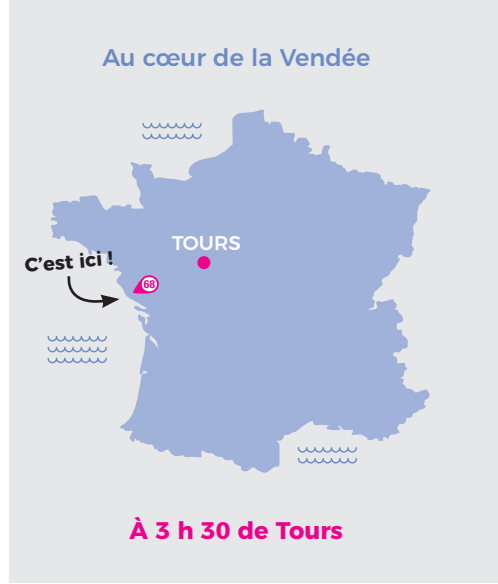 Au cœur de la Vendée
TOURS
C'est ici !
68
À 3 h 30 de Tours